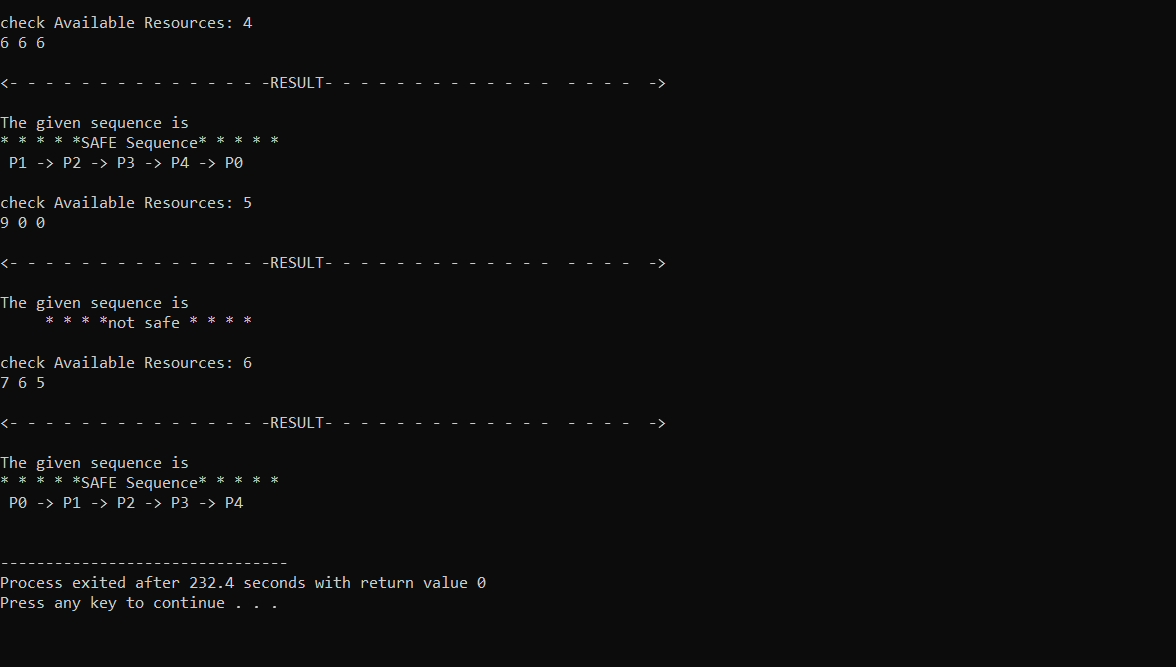 check Available Resources: 4
6 6 6
<- - - - - - - - - - - - - - -RESULT- - - - - - - - - - - - -  - - - -  ->
The given sequence is
* * * * *SAFE Sequence* * * * *
 P1 -> P2 -> P3 -> P4 -> P0
check Available Resources: 5
9 0 0
<- - - - - - - - - - - - - - -RESULT- - - - - - - - - - - - -  - - - -  ->
The given sequence is
     * * * *not safe * * * *
check Available Resources: 6
7 6 5
<- - - - - - - - - - - - - - -RESULT- - - - - - - - - - - - -  - - - -  ->
The given sequence is
* * * * *SAFE Sequence* * * * *
 P0 -> P1 -> P2 -> P3 -> P4
--------------------------------
Process exited after 232.4 seconds with return value 0
Press any key to continue . . .